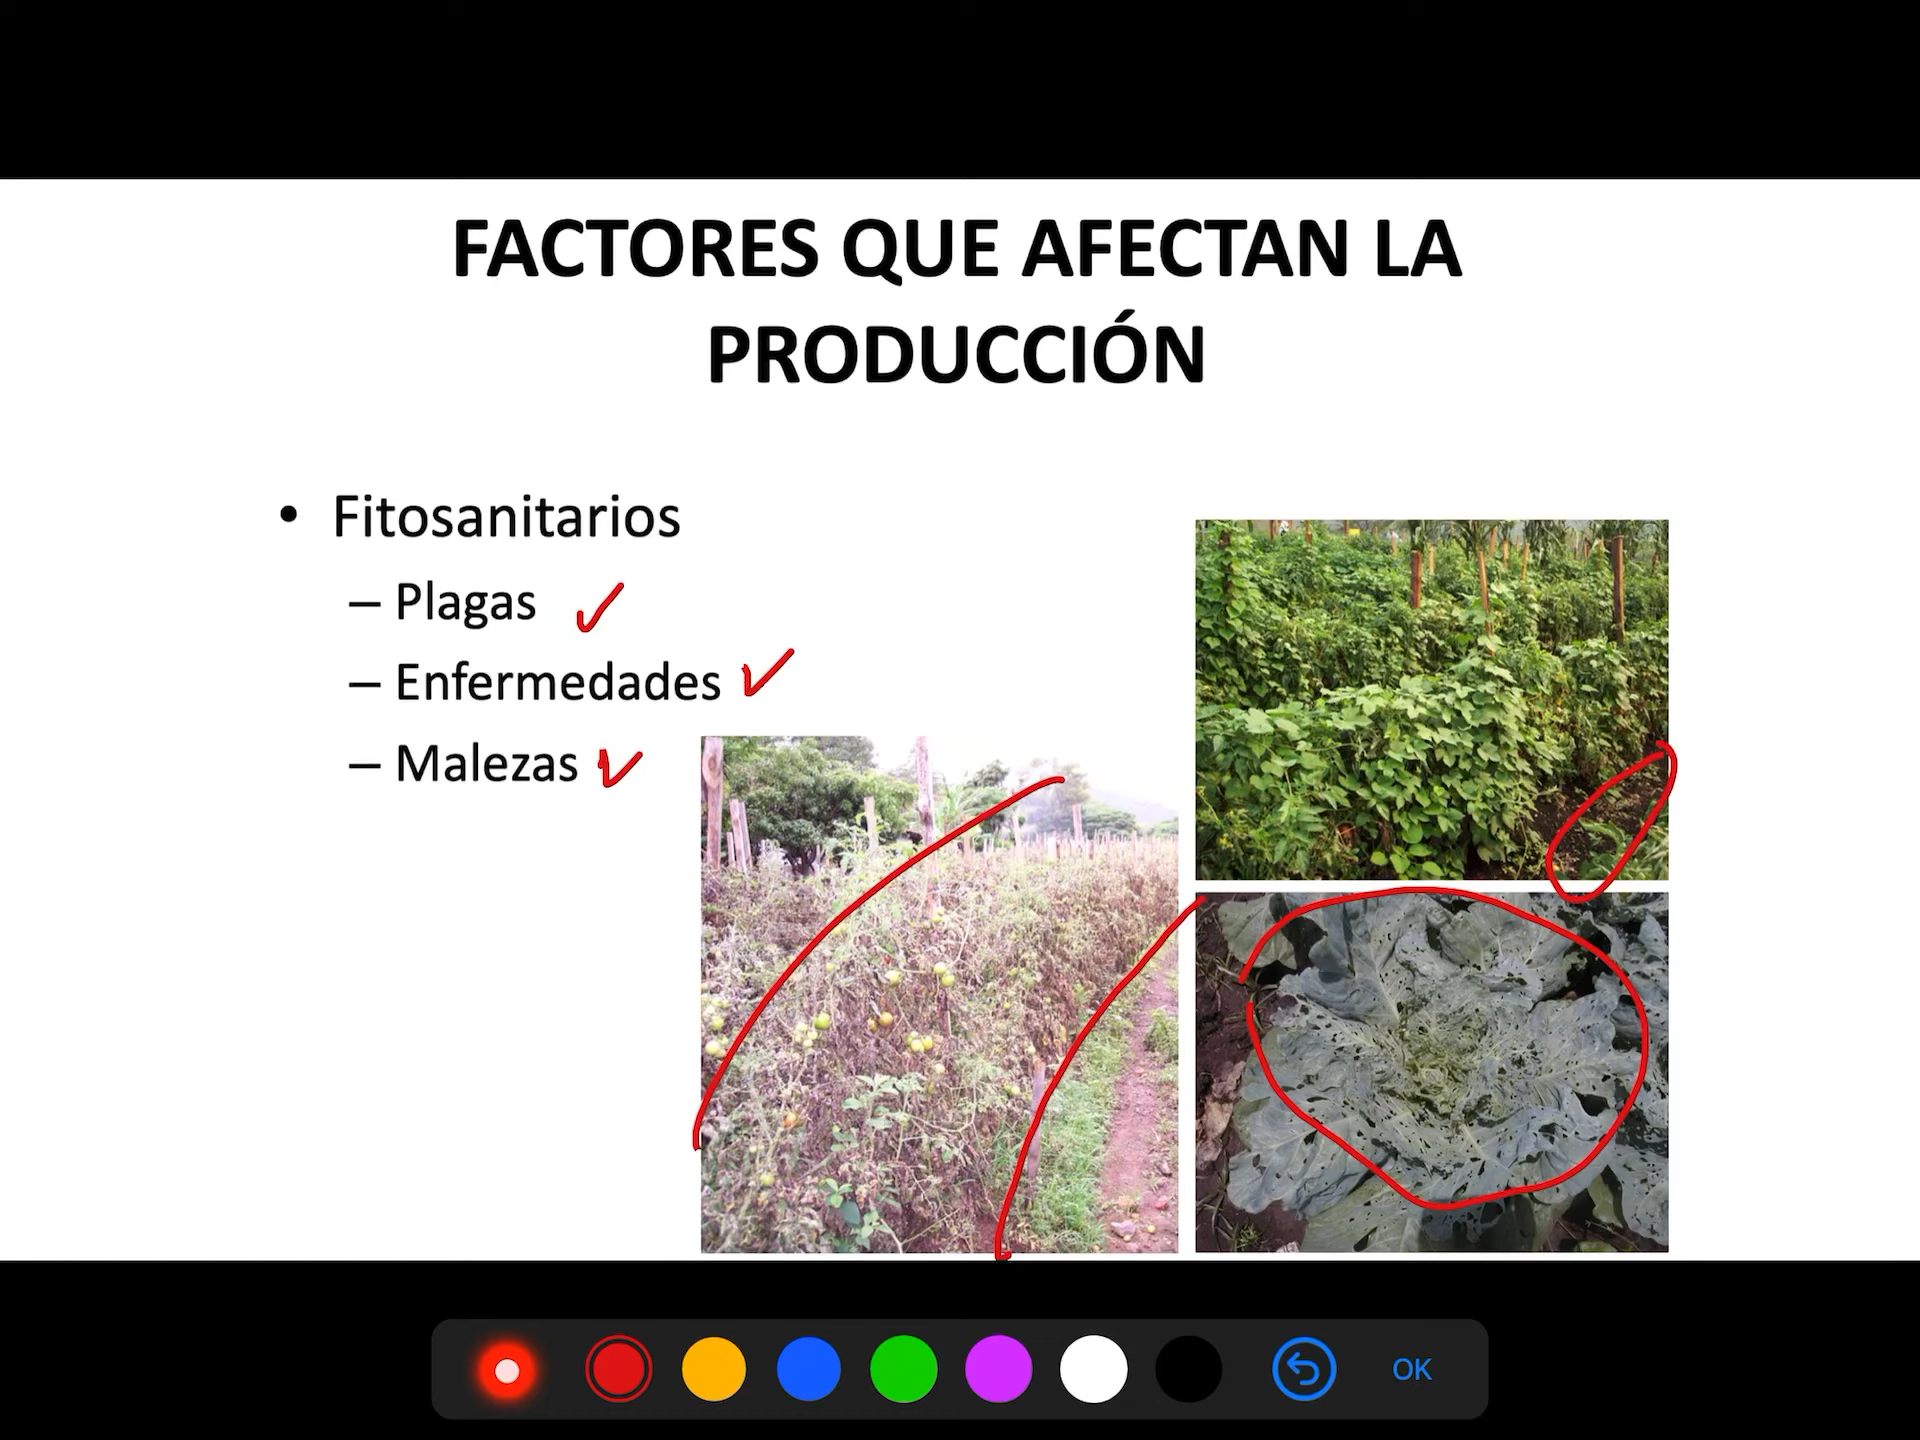 FACTORES QUE AFECTAN LA
PRODUCCIÓN
• Fitosanitarios
– Plagas
– Enfermedades
– Malezas
OK